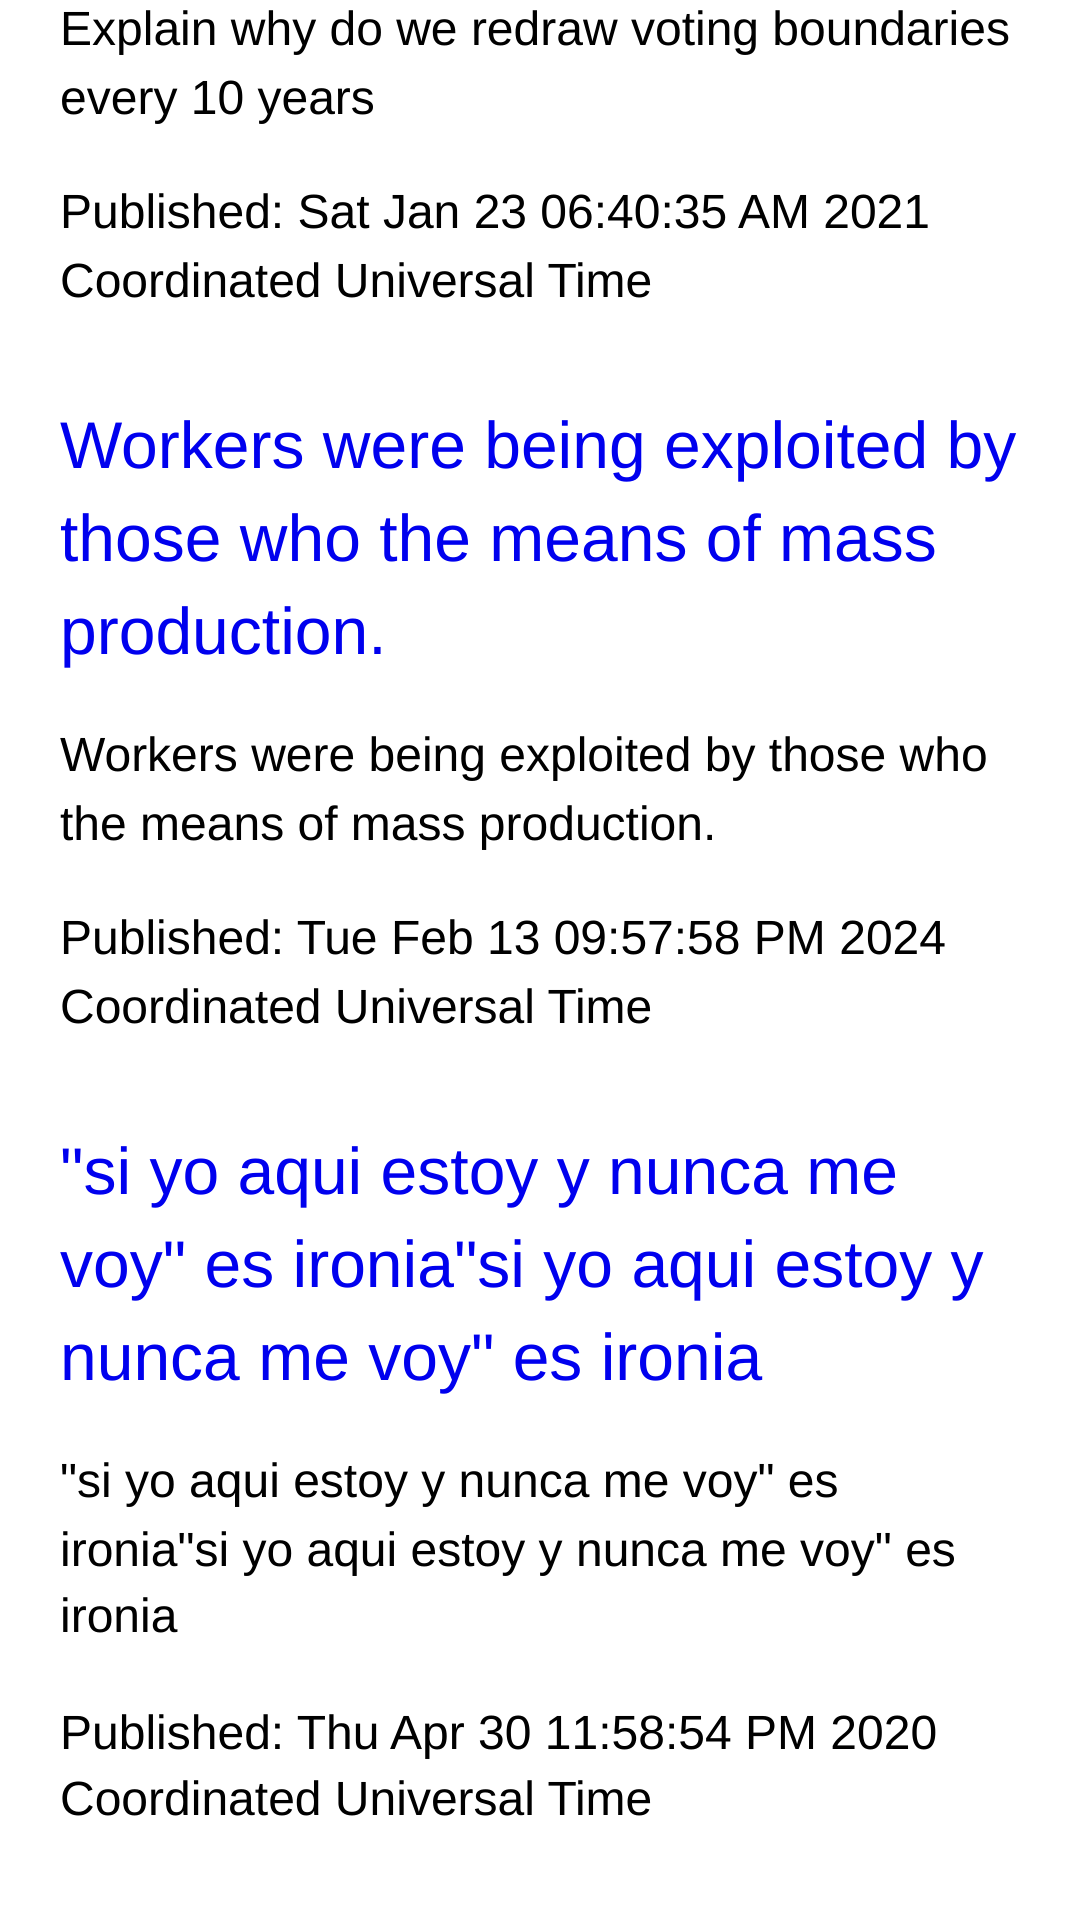 Explain why do we redraw voting boundaries
every 10 years
Published: Sat Jan 23 06:40:35 AM 2021
Coordinated Universal Time
Workers were being exploited by
those who the means of mass
production.
Workers were being exploited by those who
the means of mass production.
Published: Tue Feb 13 09:57:58 PM 2024
Coordinated Universal Time
"si yo aqui estoy y nunca me
voy" es ironia"si yo aqui estoy y
nunca me voy" es ironia
"si yo aqui estoy y nunca me voy" es
ironia"si yo aqui estoy y nunca me voy" es
ironia
Published: Thu Apr 30 11:58:54 PM 2020
Coordinated Universal Time